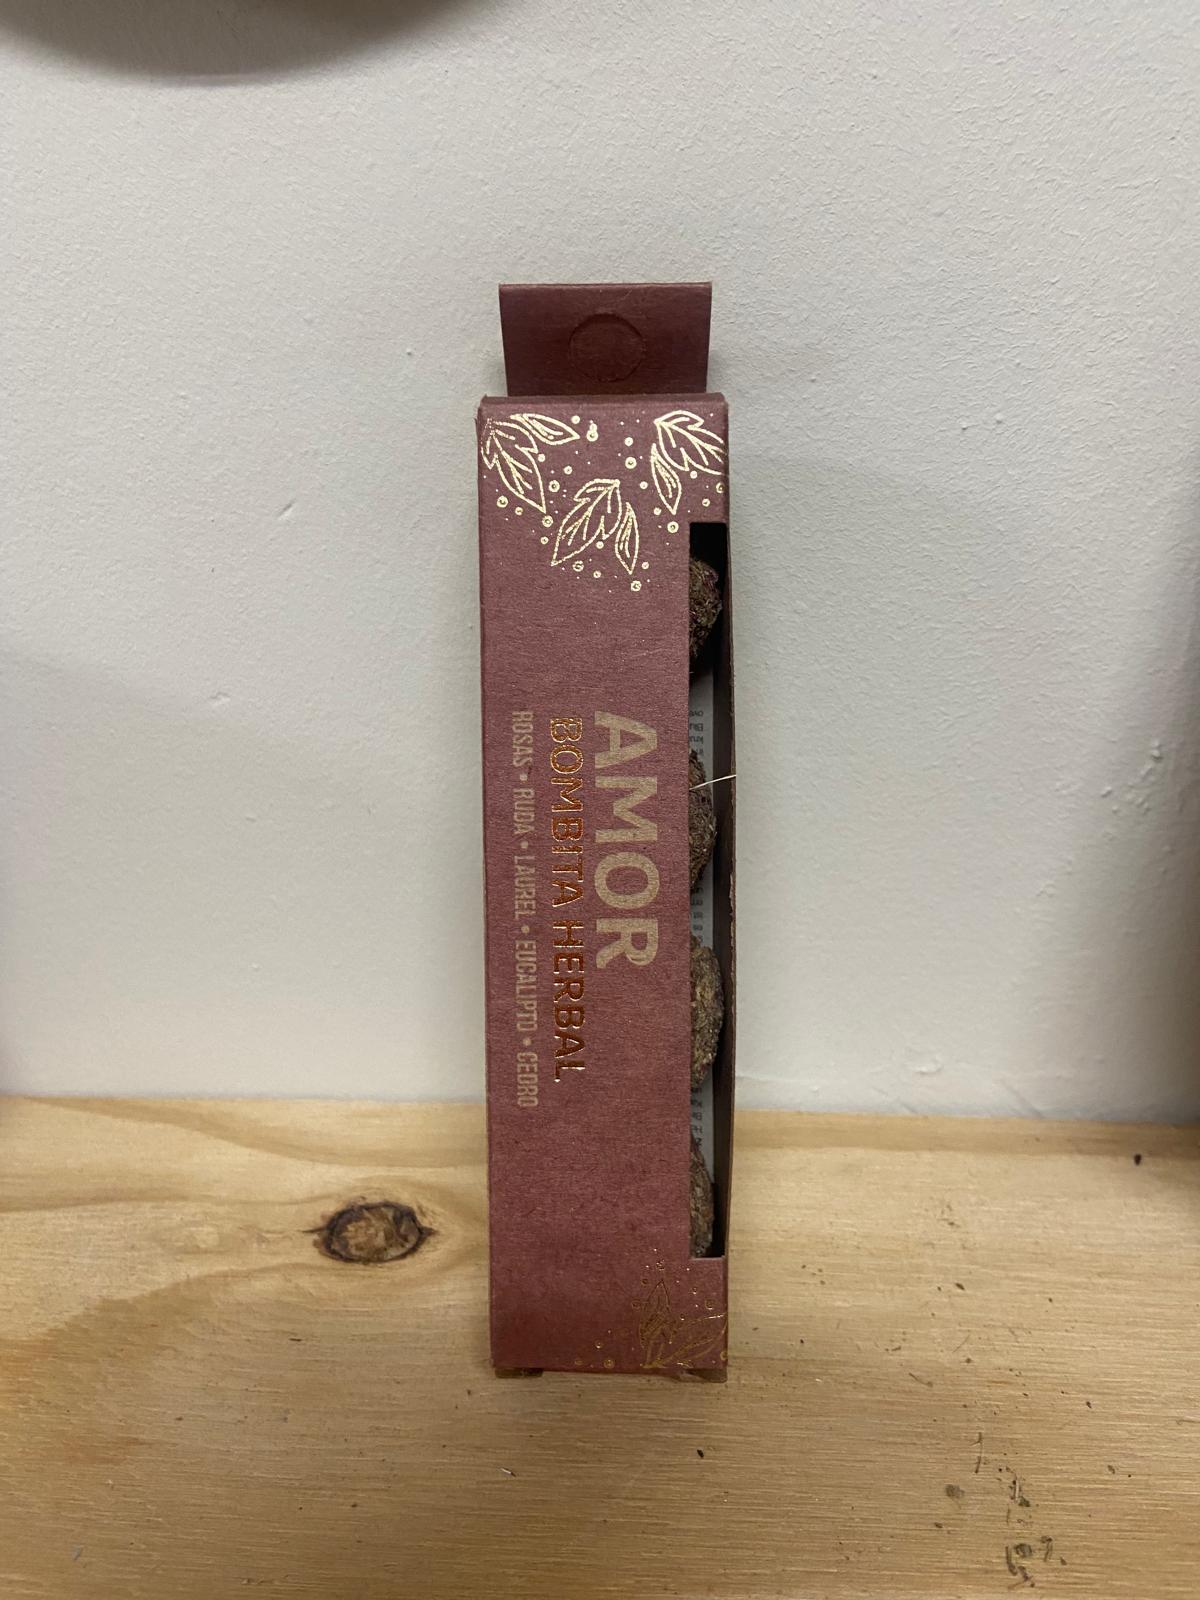 AMOR
BOMBITA HERBAL
ROSAS • RUDA • LAUREL • EUCALIPTO • CEDRO